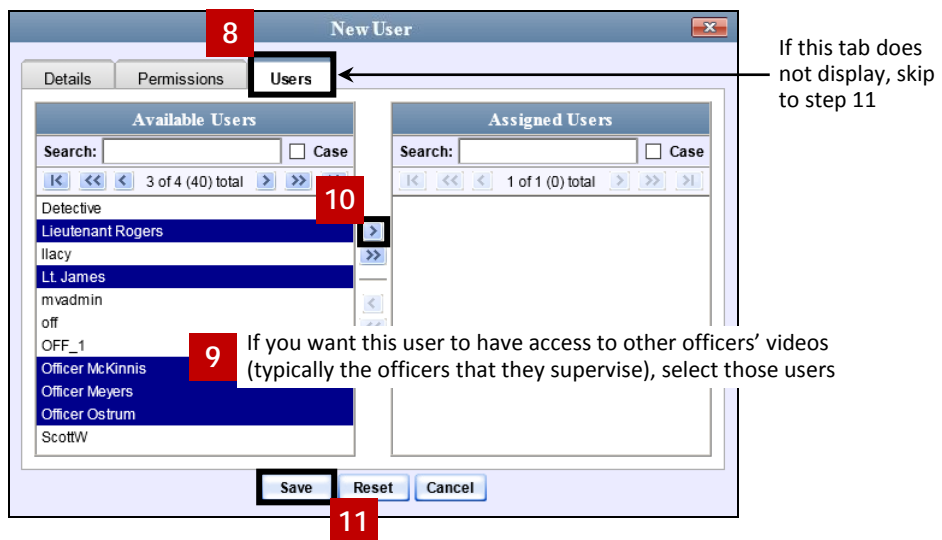 8
New User
If this tab does
not display, skip
to step 11
Details Permissions Users
Available Users
Assigned Users
Search: Case
Search: Case
3 of 4 (40) total
1 of 1 (0) total
10
Detective
Lieutenant Rogers
llacy
Lt. James
mvadmin
off
OFF_1
Officer McKinnis
Officer Meyers
Officer Ostrum
ScottW
9
If you want this user to have access to other officers’ videos
(typically the officers that they supervise), select those users
Save Reset Cancel
11